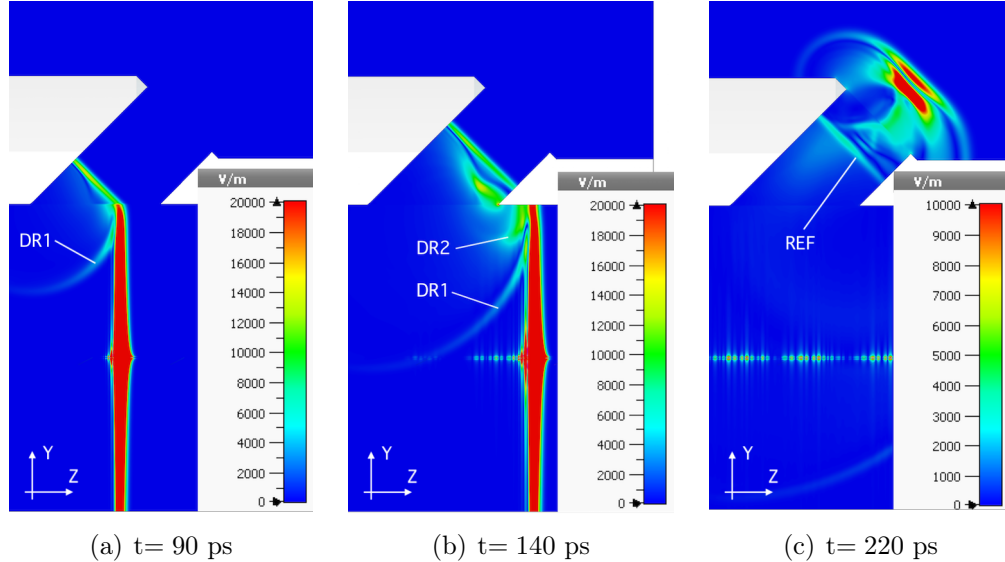 V/m
20000
18000
16000
14000
12000
10000
8000
6000
4000
2000
0
DR1
Y
Z
(a) t= 90 ps
V/m
20000
18000
16000
14000
12000
10000
8000
6000
4000
2000
0
DR2
DR1
Y
Z
(b) t= 140 ps
V/m
10000
9000
8000
7000
6000
5000
4000
3000
2000
1000
0
REF
Y
Z
(c) t= 220 ps